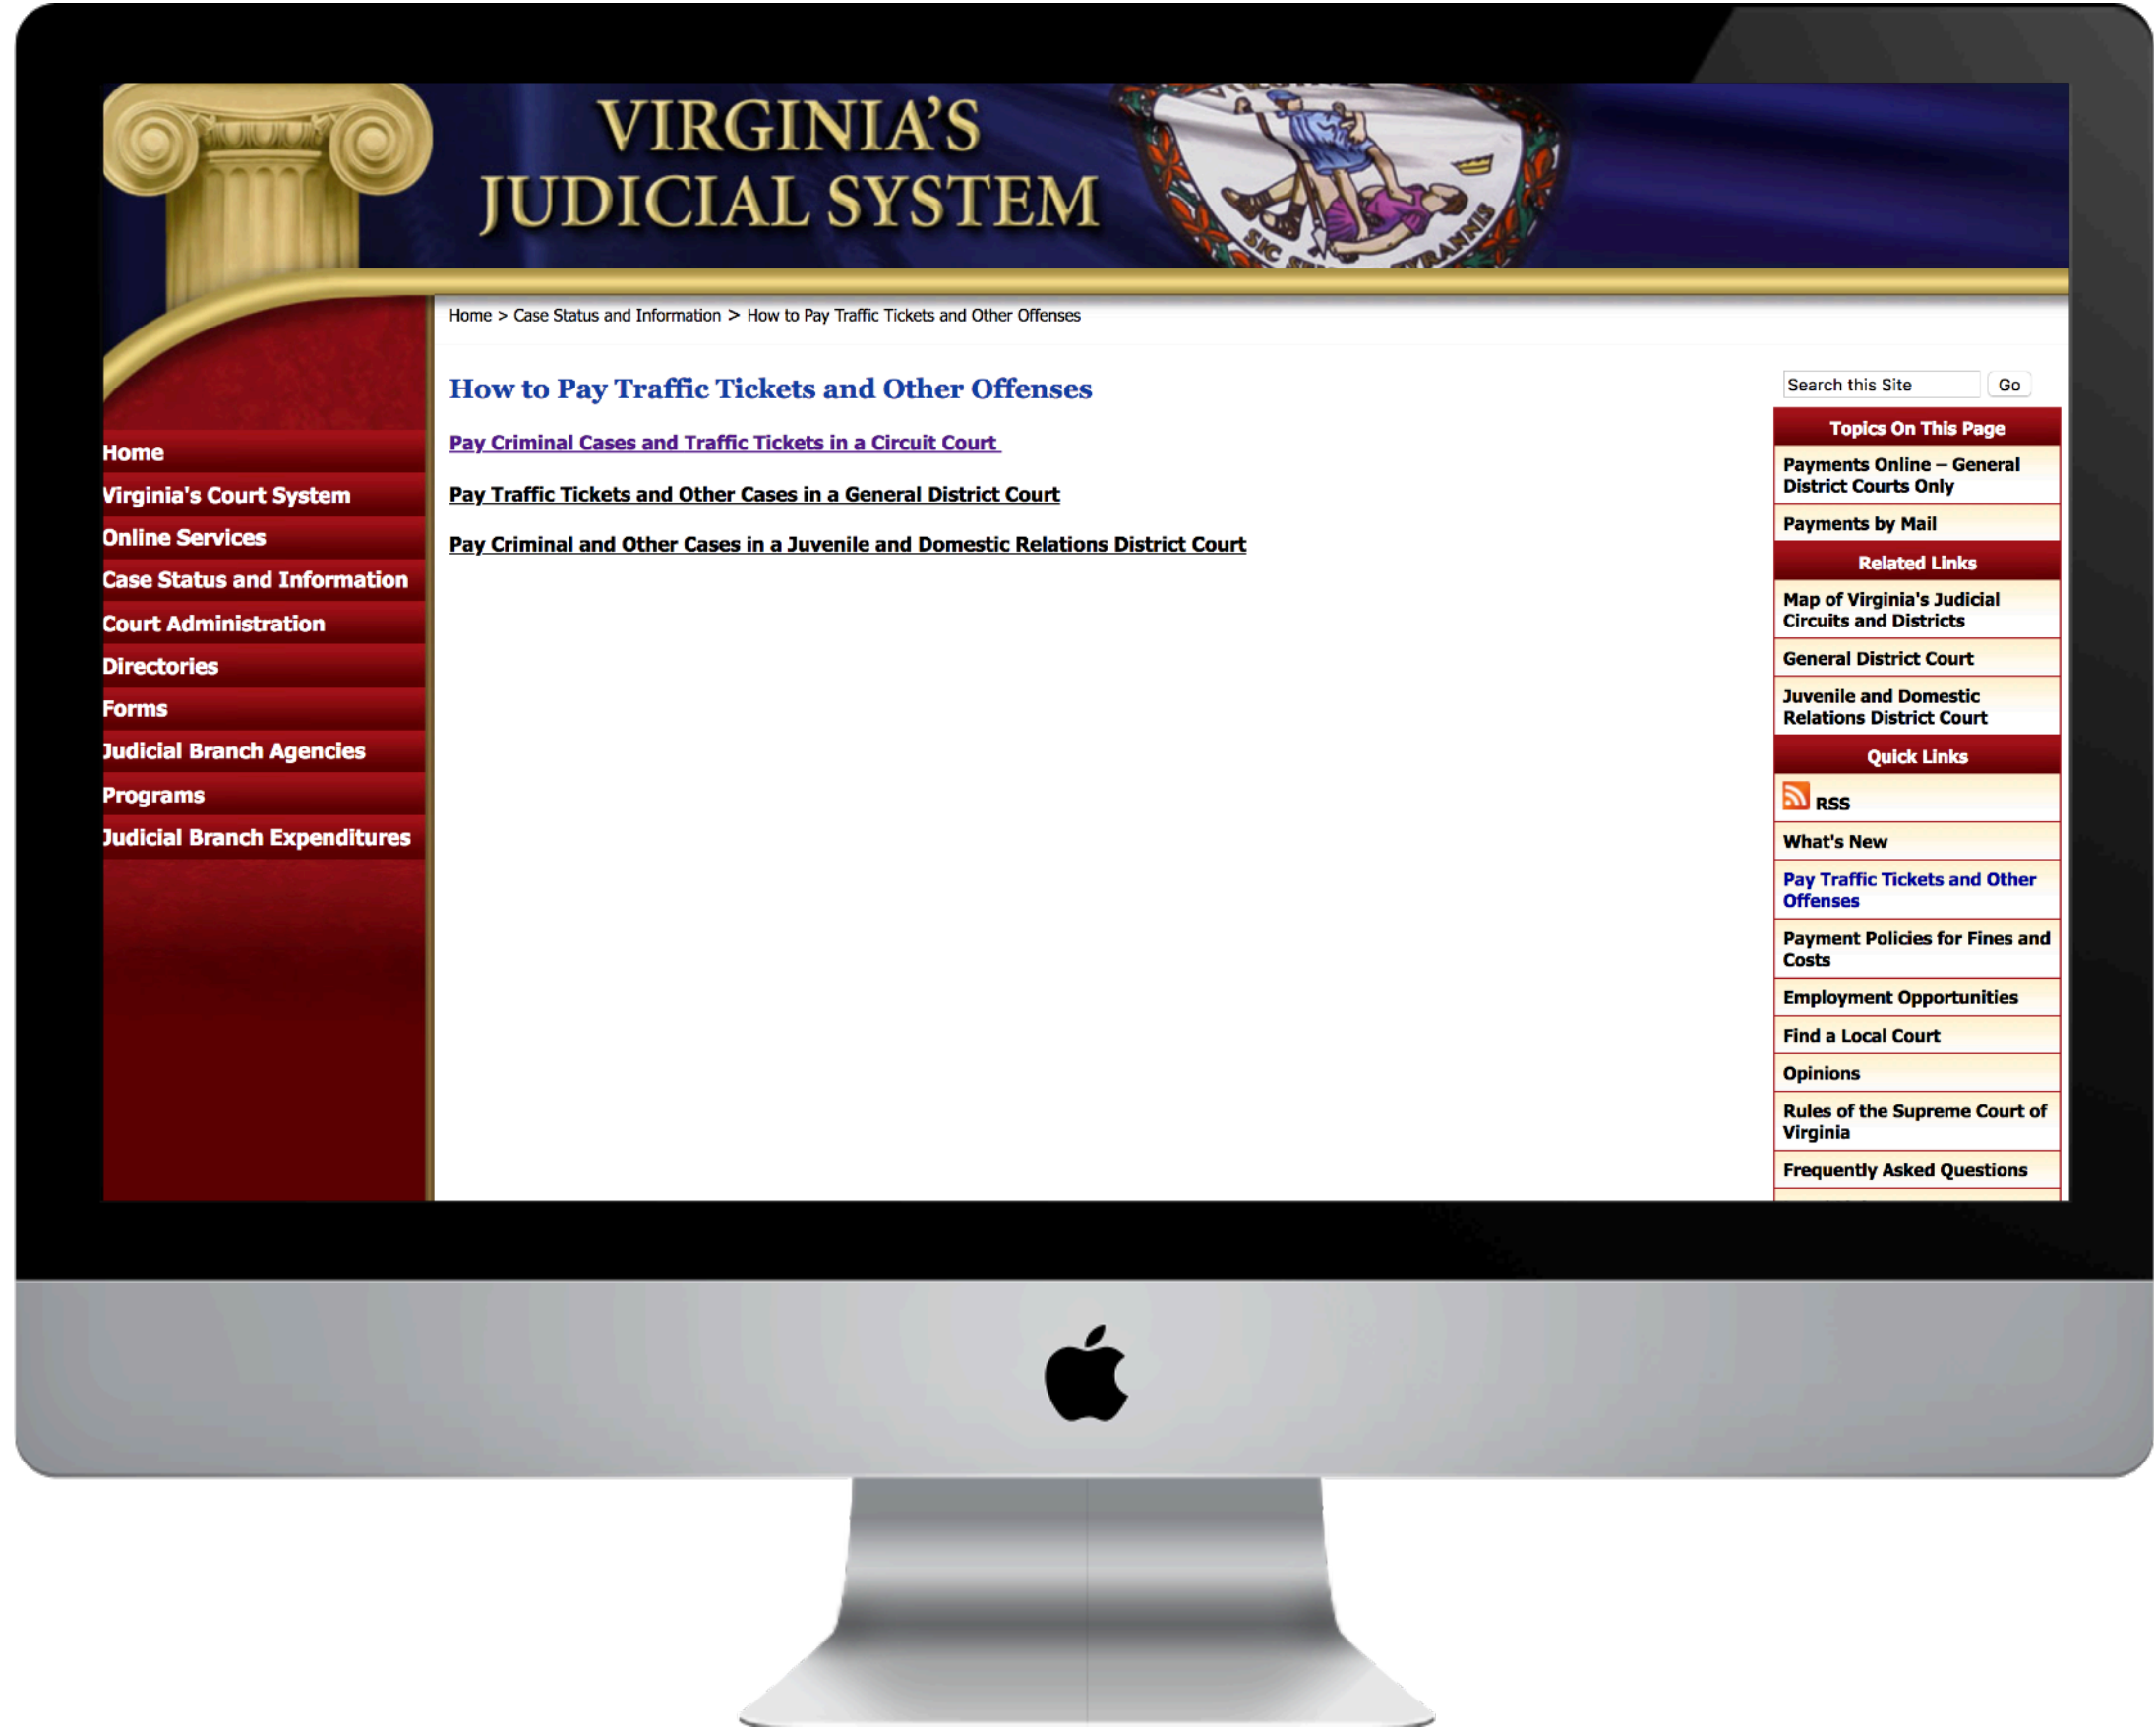 VIRGINIA'S
JUDICIAL SYSTEM
SIC
TYRANNIS
Home > Case Status and Information > How to Pay Traffic Tickets and Other Offenses
Home
Virginia's Court System
Online Services
Case Status and Information
Court Administration
Directories
Forms
Judicial Branch Agencies
Programs
Judicial Branch Expenditures
How to Pay Traffic Tickets and Other Offenses
Pay Criminal Cases and Traffic Tickets in a Circuit Court
Pay Traffic Tickets and Other Cases in a General District Court
Pay Criminal and Other Cases in a Juvenile and Domestic Relations District Court
Search this Site Go
Topics On This Page
Payments Online – General
District Courts Only
Payments by Mail
Related Links
Map of Virginia's Judicial
Circuits and Districts
General District Court
Juvenile and Domestic
Relations District Court
Quick Links
RSS
What's New
Pay Traffic Tickets and Other
Offenses
Payment Policies for Fines and
Costs
Employment Opportunities
Find a Local Court
Opinions
Rules of the Supreme Court of
Virginia
Frequently Asked Questions